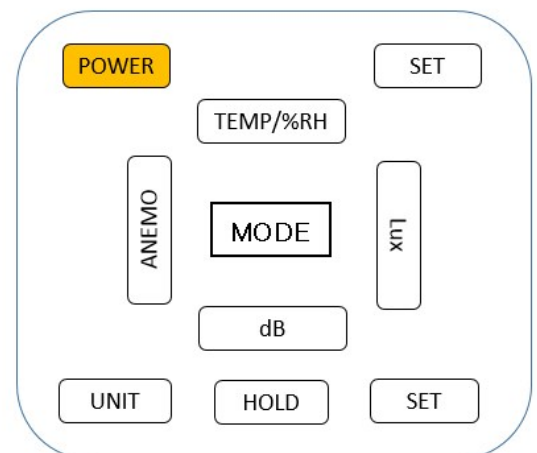 POWER
SET
TEMP/%RH
ANEMO
MODE
Lux
dB
UNIT
HOLD
SET